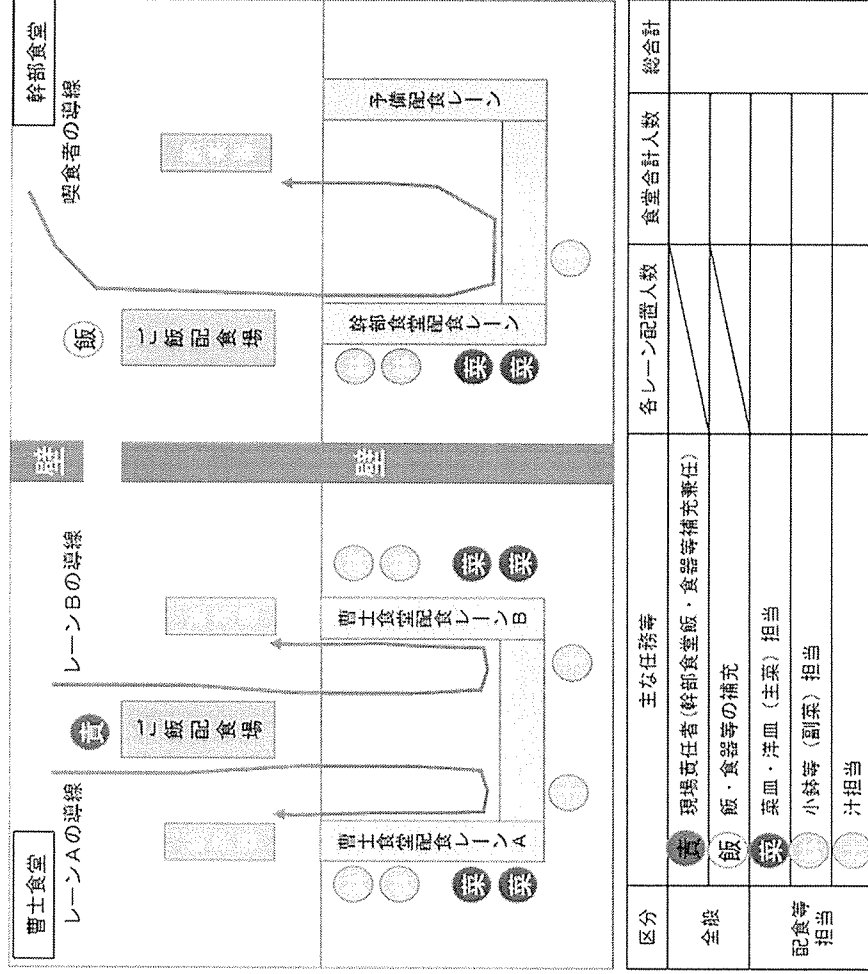 曹士食堂
レーンAの導線
レーンBの導線
責
ご飯配食場
曹士食堂配食レーンA
曹士食堂配食レーンB
菜
菜
菜
菜
壁
壁
幹部食堂
喫食者の導線
飯
ご飯配食場
幹部食堂配食レーン
予備配食レーン
菜
菜
区分
主な任務等
各レーン配置人数
食堂合計人数
総合計
全般
責
現場責任者(幹部食堂飯・食器等補充兼任)
飯
飯・食器等の補充
配食等
担当
菜
菜皿・洋皿(主菜)担当
小鉢等(副菜)担当
汁担当